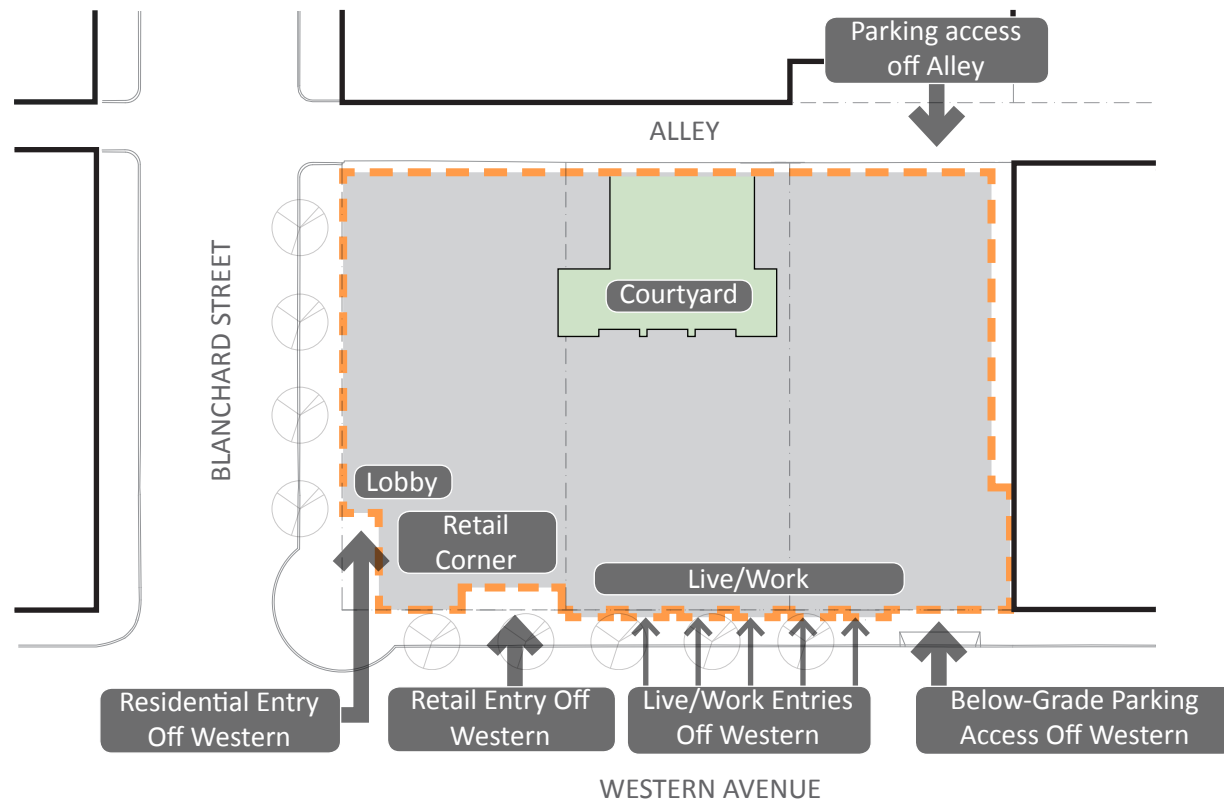 Parking access
off Alley
ALLEY
BLANCHARD STREET
Courtyard
Lobby
Retail
Corner
Live/Work
Residential Entry
Off Western
Retail Entry Off
Western
Live/Work Entries
Off Western
Below-Grade Parking
Access Off Western
WESTERN AVENUE